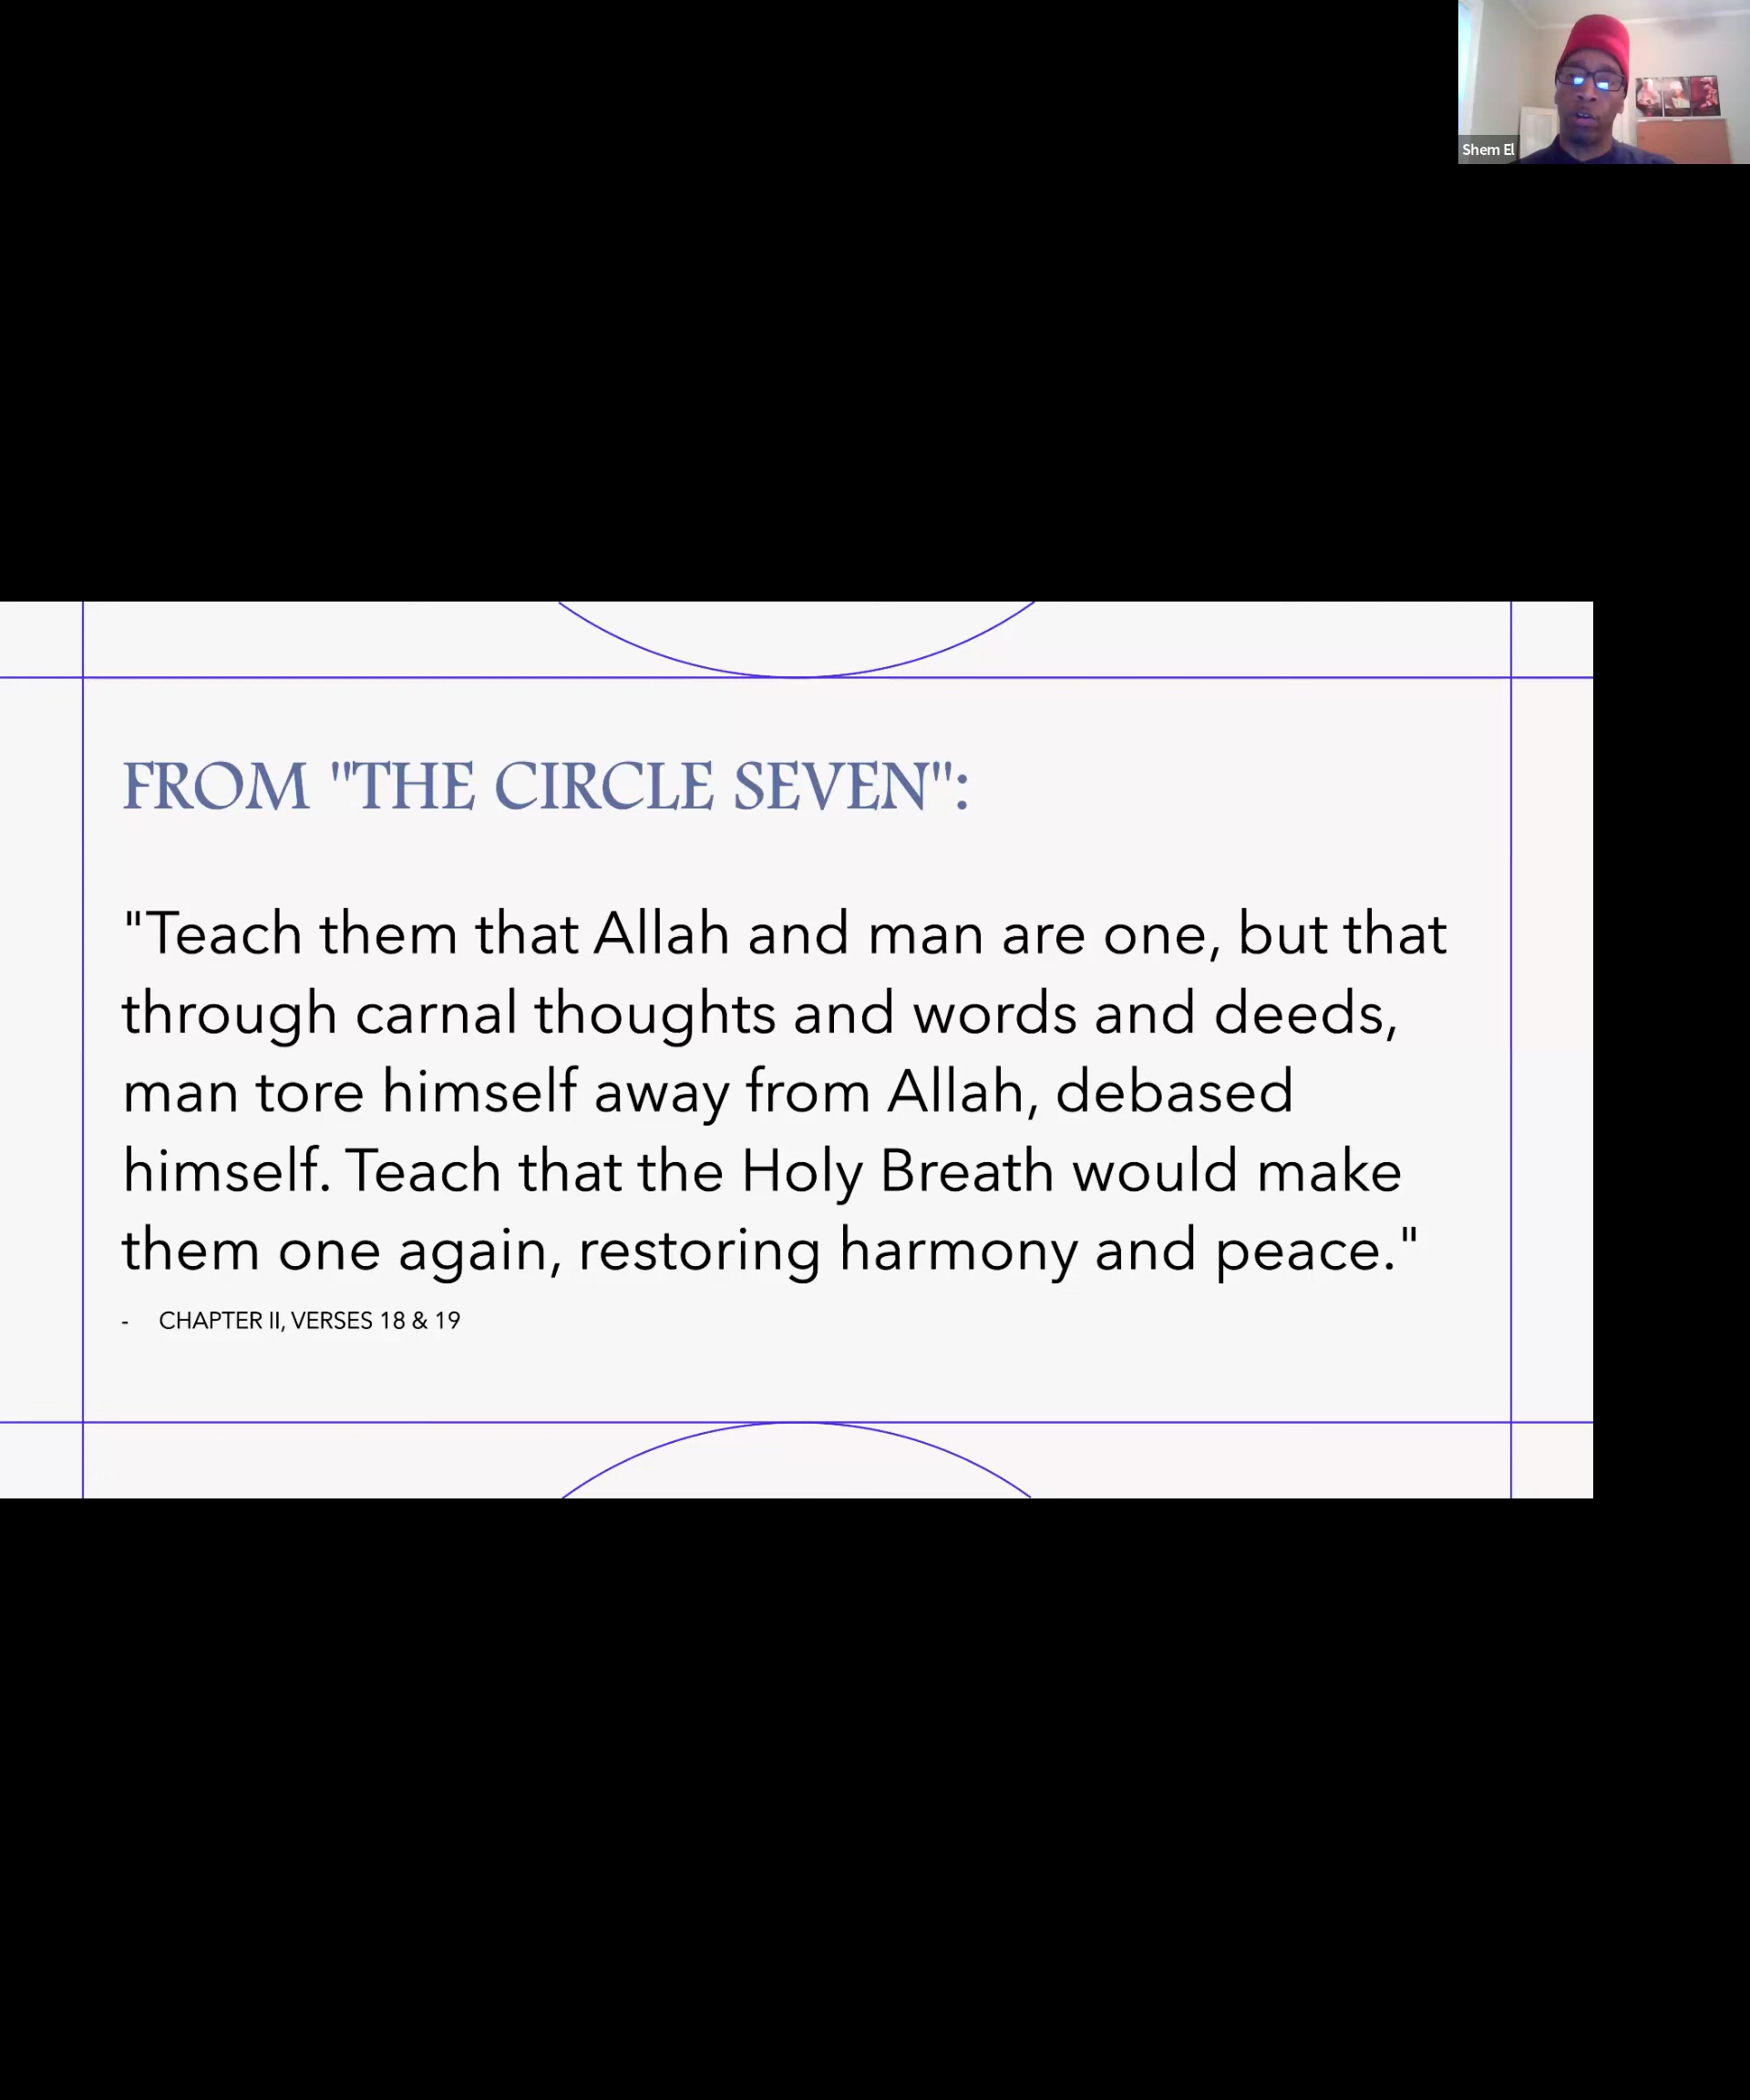 Shem El
FROM "THE CIRCLE SEVEN":
"Teach them that Allah and man are one, but that
through carnal thoughts and words and deeds,
man tore himself away from Allah, debased
himself. Teach that the Holy Breath would make
them one again, restoring harmony and peace."
- CHAPTER II, VERSES 18 & 19